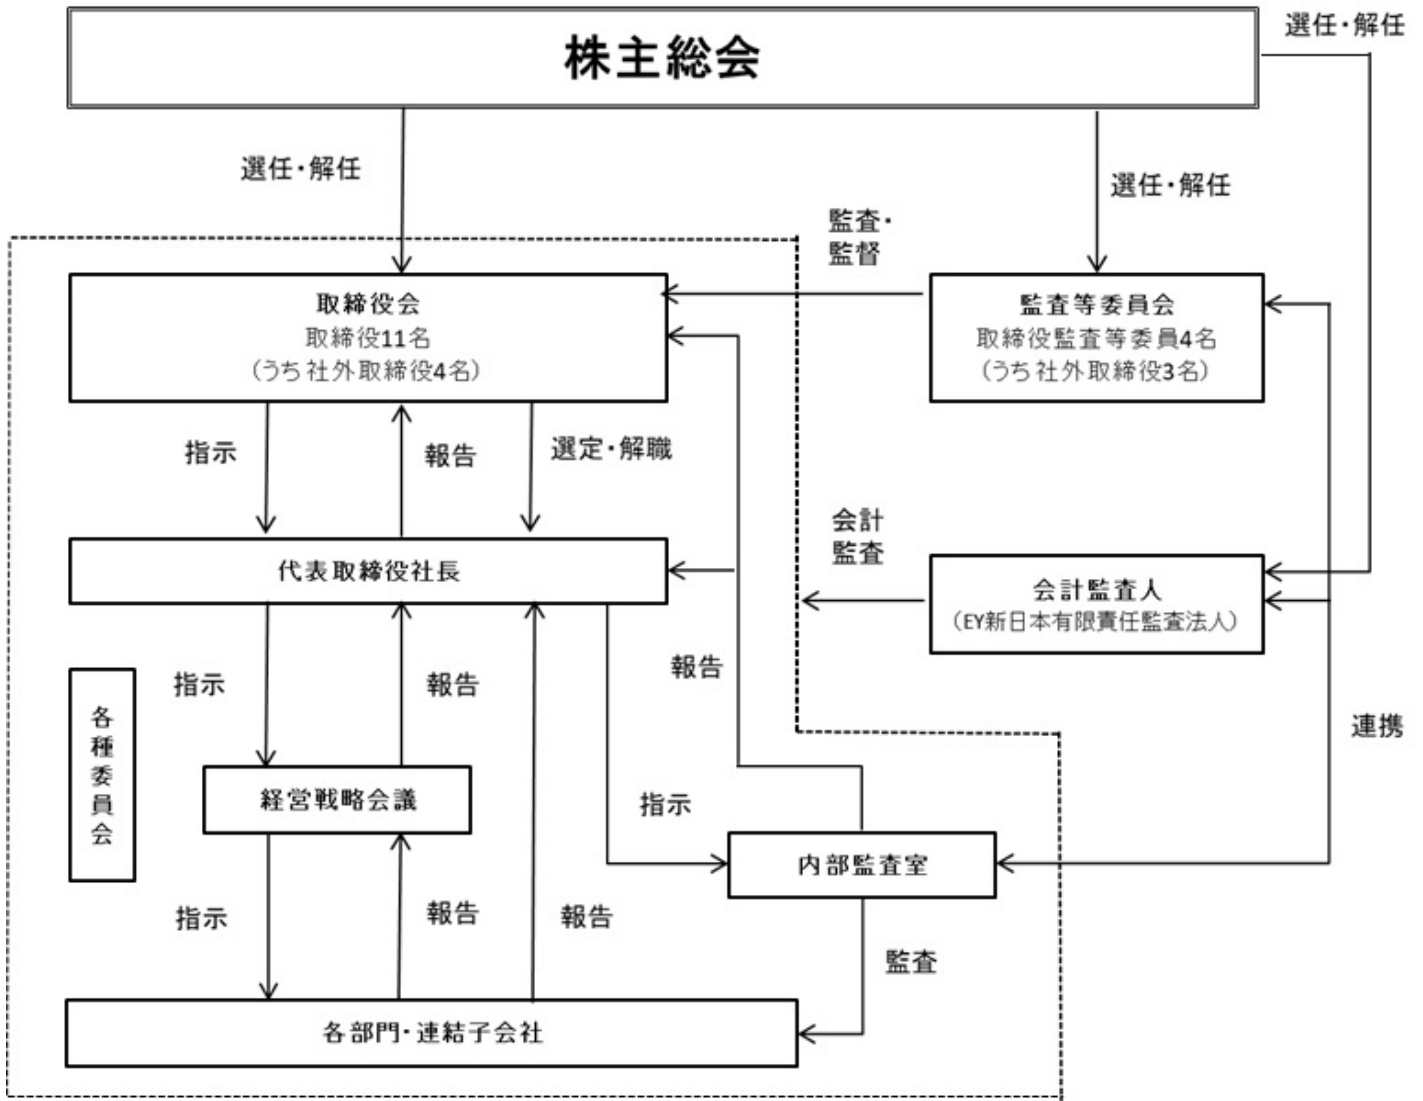 株主総会
選任・解任
選任・解任
選任・解任
監査・
監督
取締役会
取締役11名
（うち社外取締役4名）
監査等委員会
取締役監査等委員4名
（うち社外取締役3名）
指示
報告
選定・解職
会計
監査
代表取締役社長
会計監査人
（EY新日本有限責任監査法人）
指示
報告
報告
連携
各種委員会
経営戦略会議
指示
内部監査室
指示
報告
報告
監査
各部門・連結子会社